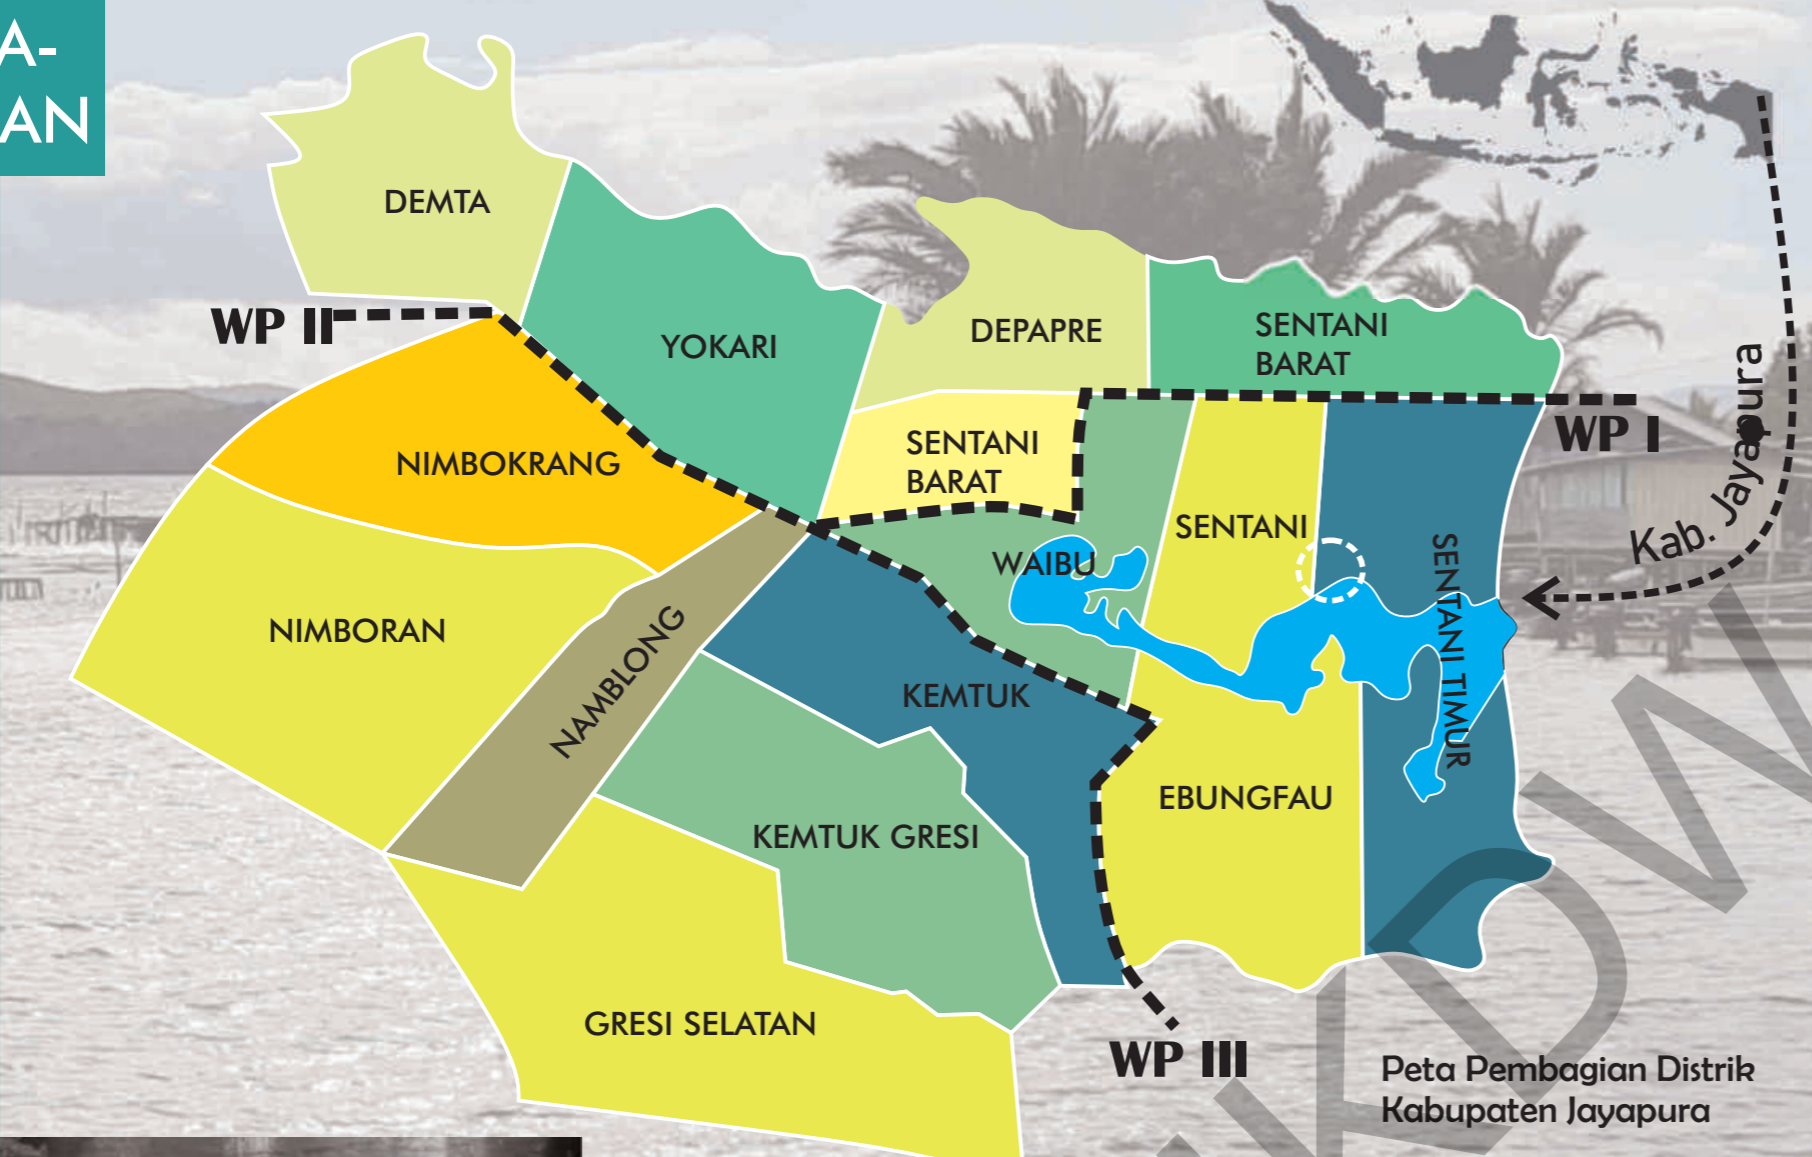 A-
AN
DEMTA
WP II
YOKARI
DEPAPRE
SENTANI
BARAT
NIMBOKRANG
SENTANI
BARAT
WP I
Kab. Jayapura
SENTANI
WAIBU
SENTANI TIMUR
NIMBORAN
NAMBLONG
KEMTUK
EBUNGFAU
KEMTUK GRESI
GRESI SELATAN
WP III
Peta Pembagian Distrik
Kabupaten Jayapura
KDW